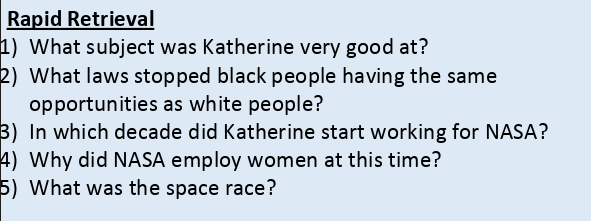 Rapid Retrieval
1) What subject was Katherine very good at?
2) What laws stopped black people having the same
opportunities as white people?
3) In which decade did Katherine start working for NASA?
4) Why did NASA employ women at this time?
5) What was the space race?